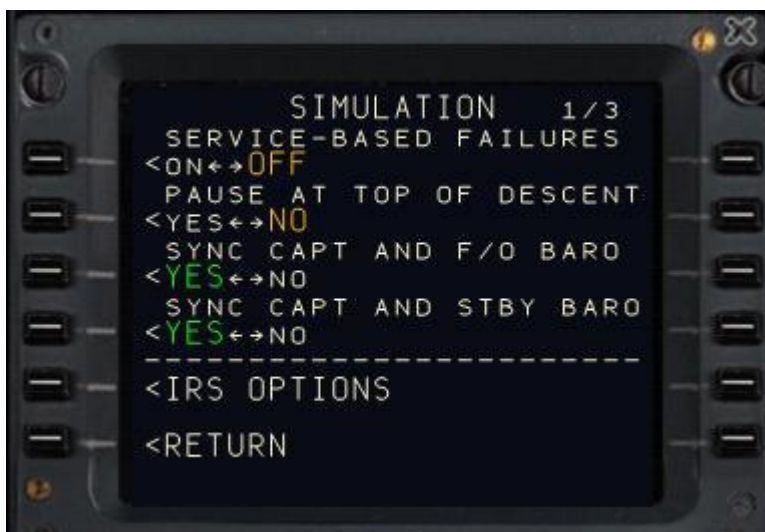 SIMULATION 1/3
SERVICE-BASED FAILURES
<ON←→OFF
PAUSE AT TOP OF DESCENT
<YES←→NO
SYNC CAPT AND F/O BARO
<YES←→NO
SYNC CAPT AND STBY BARO
<YES←→NO
--------------------------
<IRS OPTIONS
<RETURN